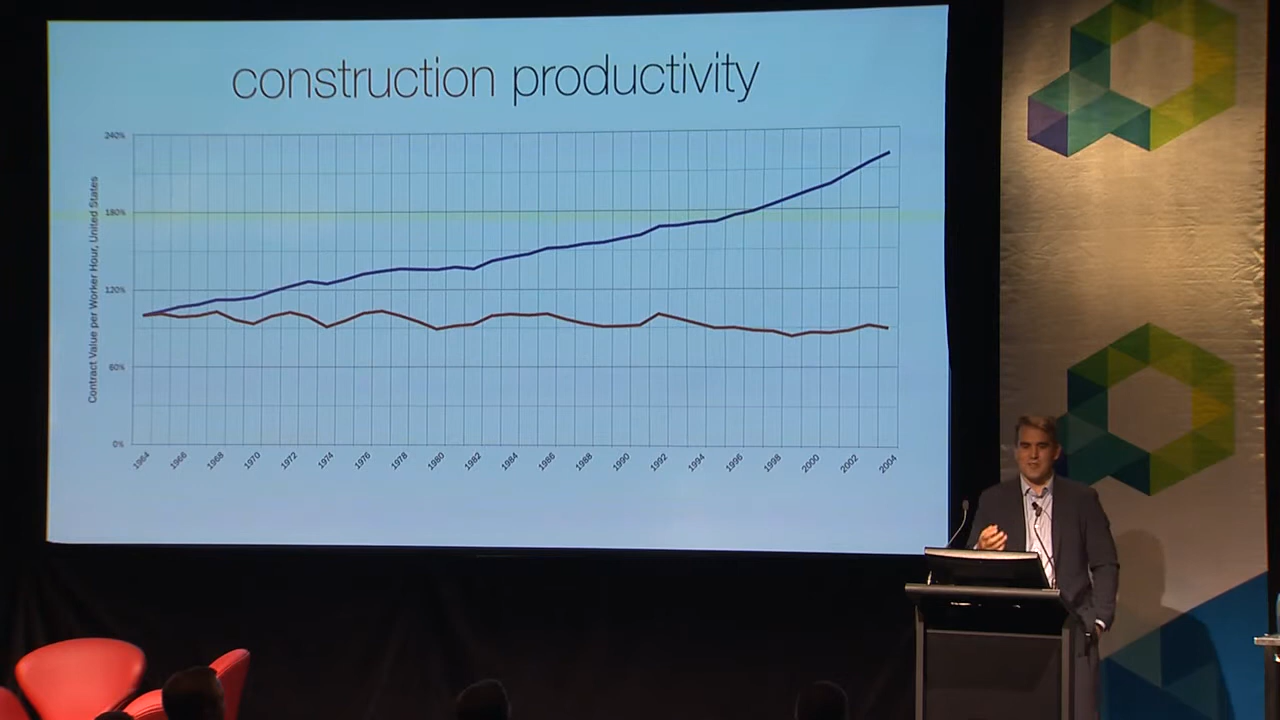 construction productivity
240%
180%
120%
60%
0%
Contract Value per Worker Hour, United States
1964 1966 1968 1970 1972 1974 1976 1978 1980 1982 1984 1986 1988 1990 1992 1994 1996 1998 2000 2002 2004